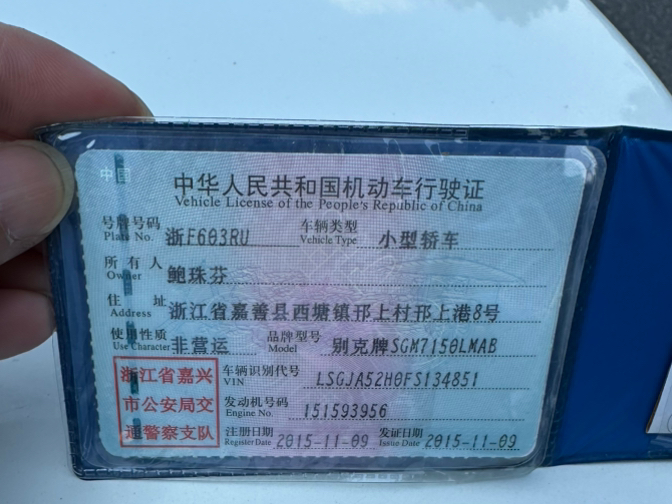 中国
中华人民共和国机动车行驶证
Vehicle License of the People's Republic of China
号牌号码 浙F603RU 车辆类型 小型轿车
Plate No. Vehicle Type
所有人 鲍珠芬
Owner
住址 浙江省嘉善县西塘镇邗上村邗上港8号
Address
使用性质 非营运 品牌型号 别克牌SGM7150LMAB
Use Character Model
浙江省嘉兴
市公安局交
通警察支队
车辆识别代号 LSGJA52H0FS134851
VIN
发动机号码 151593956
Engine No.
注册日期 2015-11-09 发证日期 2015-11-09
Register Date Issue Date